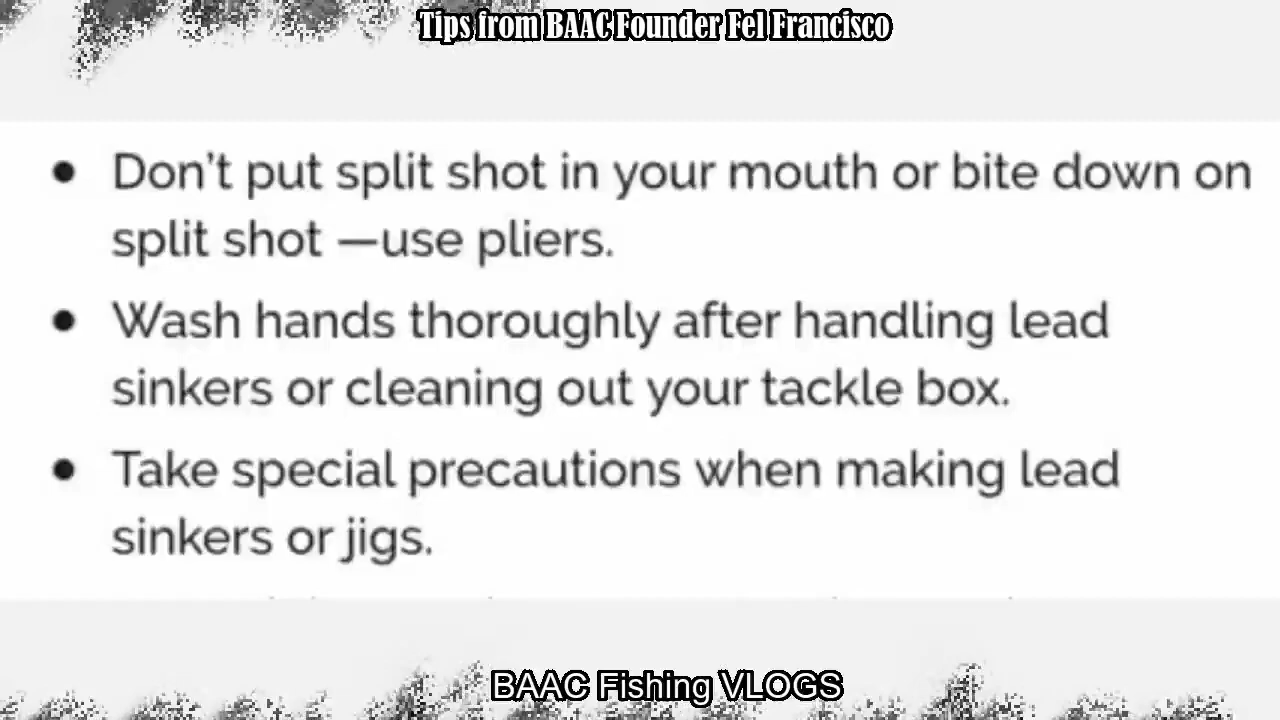 Tips from BAAC Founder Fel Francisco
• Don't put split shot in your mouth or bite down on
split shot —use pliers.
• Wash hands thoroughly after handling lead
sinkers or cleaning out your tackle box.
• Take special precautions when making lead
sinkers or jigs.
BAAC Fishing VLOGS